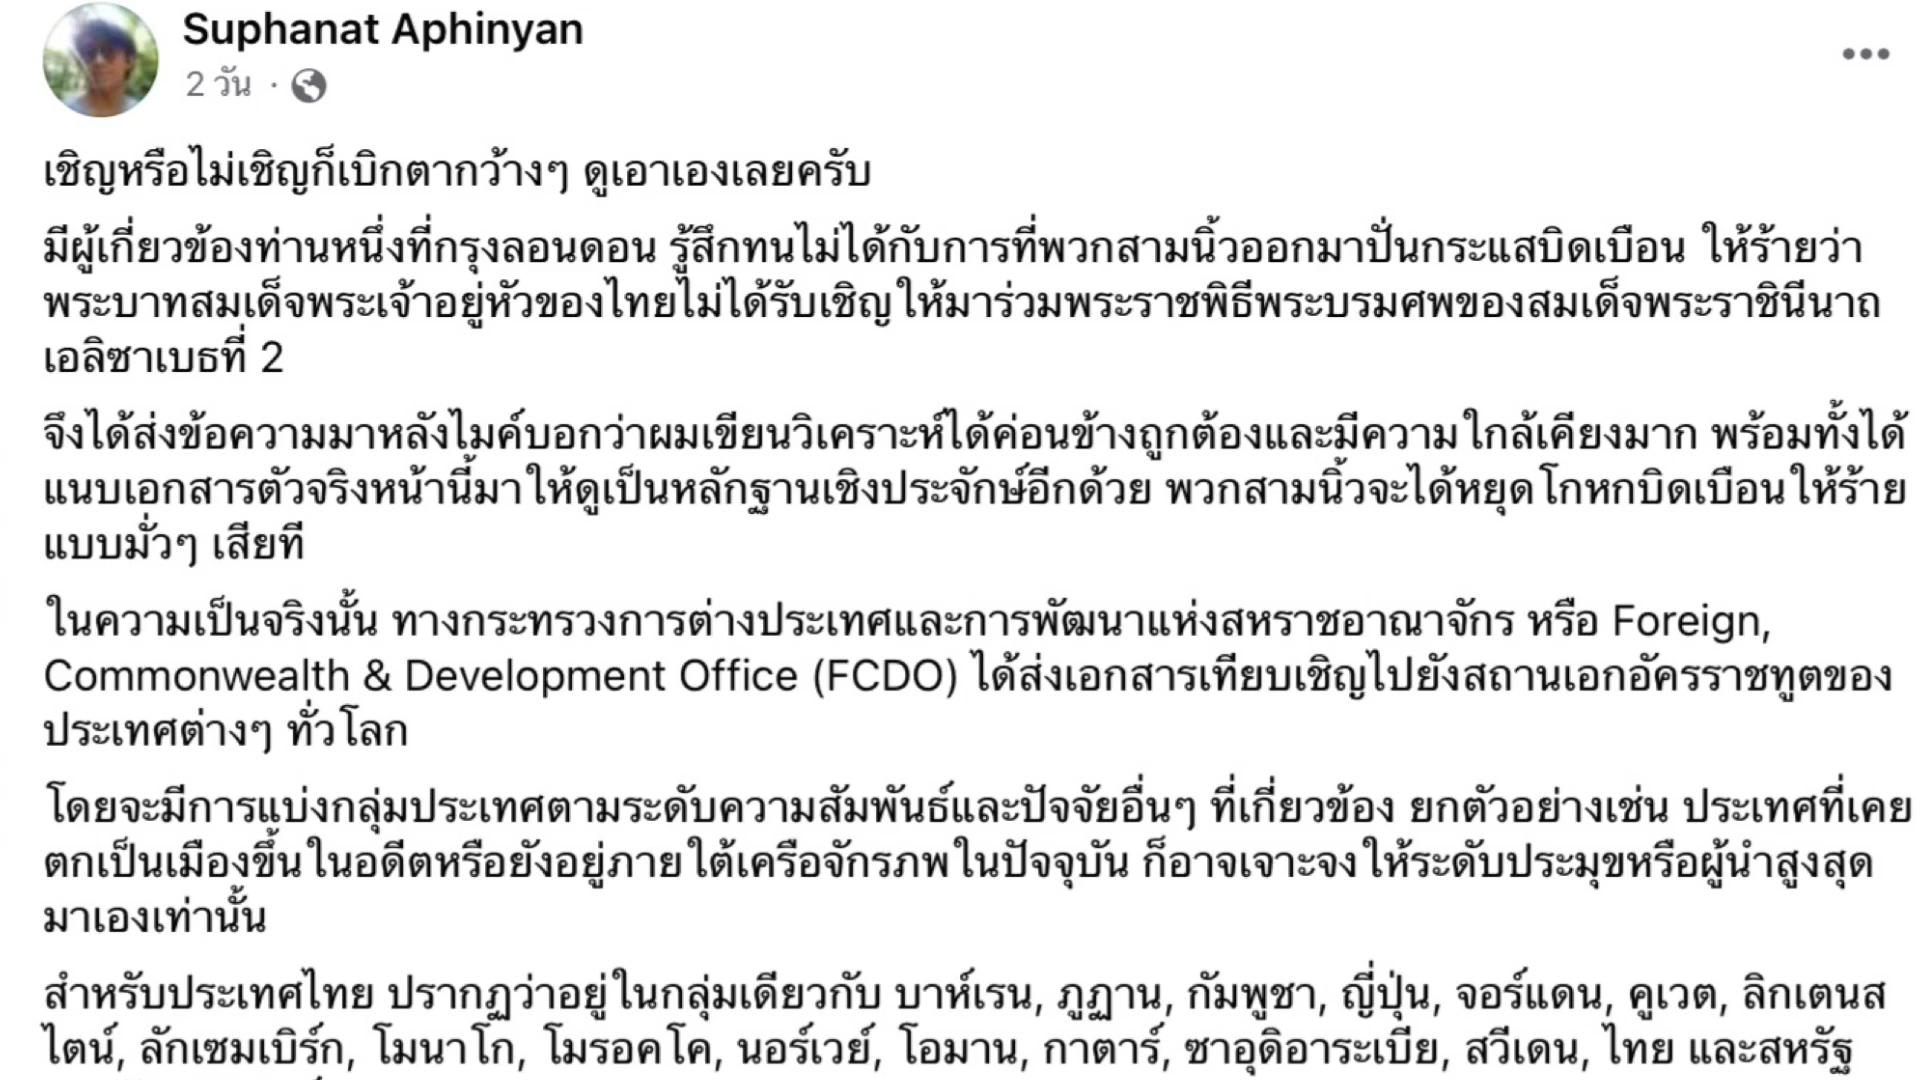 Suphanat Aphinyan
2 วัน ·
เชิญหรือไม่เชิญก็เบิกตากว้างๆ ดูเอาเองเลยครับ
มีผู้เกี่ยวข้องท่านหนึ่งที่กรุงลอนดอน รู้สึกทนไม่ได้กับการที่พวกสามนิ้วออกมาปั่นกระแสบิดเบือน ให้ร้ายว่า
พระบาทสมเด็จพระเจ้าอยู่หัวของไทยไม่ได้รับเชิญให้มาร่วมพระราชพิธีพระบรมศพของสมเด็จพระราชินีนาถ
เอลิซาเบธที่ 2
จึงได้ส่งข้อความมาหลังไมค์บอกว่าผมเขียนวิเคราะห์ได้ค่อนข้างถูกต้องและมีความใกล้เคียงมาก พร้อมทั้งได้
แนบเอกสารตัวจริงหน้านี้มาให้ดูเป็นหลักฐานเชิงประจักษ์อีกด้วย พวกสามนิ้วจะได้หยุดโกหกบิดเบือนให้ร้าย
แบบมั่วๆ เสียที
ในความเป็นจริงนั้น ทางกระทรวงการต่างประเทศและการพัฒนาแห่งสหราชอาณาจักร หรือ Foreign,
Commonwealth & Development Office (FCDO) ได้ส่งเอกสารเทียบเชิญไปยังสถานเอกอัครราชทูตของ
ประเทศต่างๆ ทั่วโลก
โดยจะมีการแบ่งกลุ่มประเทศตามระดับความสัมพันธ์และปัจจัยอื่นๆ ที่เกี่ยวข้อง ยกตัวอย่างเช่น ประเทศที่เคย
ตกเป็นเมืองขึ้นในอดีตหรือยังอยู่ภายใต้เครือจักรภพในปัจจุบัน ก็อาจเจาะจงให้ระดับประมุขหรือผู้นำสูงสุด
มาเองเท่านั้น
สำหรับประเทศไทย ปรากฏว่าอยู่ในกลุ่มเดียวกับ บาห์เรน, ภูฏาน, กัมพูชา, ญี่ปุ่น, จอร์แดน, คูเวต, ลิกเตนส
ไตน์, ลักเซมเบิร์ก, โมนาโก, โมรอคโค, นอร์เวย์, โอมาน, กาตาร์, ซาอุดิอาระเบีย, สวีเดน, ไทย และสหรัฐ